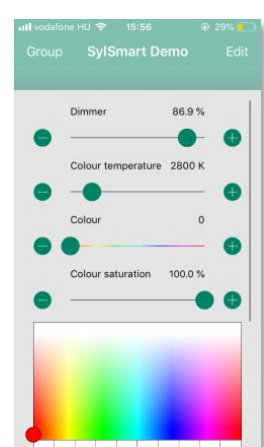 vodafone HU 15:56 29%
Group SylSmart Demo Edit
Dimmer 86.9 %
Colour temperature 2800 K
Colour 0
Colour saturation 100.0 %